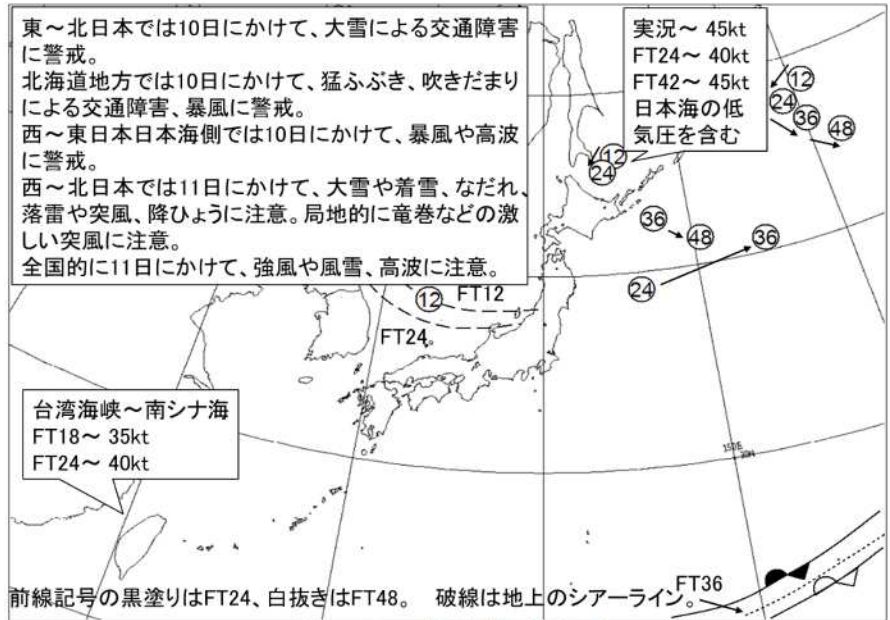 東～北日本では10日にかけて、大雪による交通障害
に警戒。
北海道地方では10日にかけて、猛ふぶき、吹きだまり
による交通障害、暴風に警戒。
西～東日本日本海側では10日にかけて、暴風や高波
に警戒。
西～北日本では11日にかけて、大雪や着雪、なだれ、
落雷や突風、降ひょうに注意。局地的に竜巻などの激
しい突風に注意。
全国的に11日にかけて、強風や風雪、高波に注意。
実況～ 45kt
FT24～ 40kt
FT42～ 45kt
日本海の低
気圧を含む
12
24
36
48
12
24
36
48
36
24
12
FT12
FT24。
台湾海峡～南シナ海
FT18～ 35kt
FT24～ 40kt
150E
30N
FT36
前線記号の黒塗りはFT24、白抜きはFT48。 破線は地上のシアーライン。